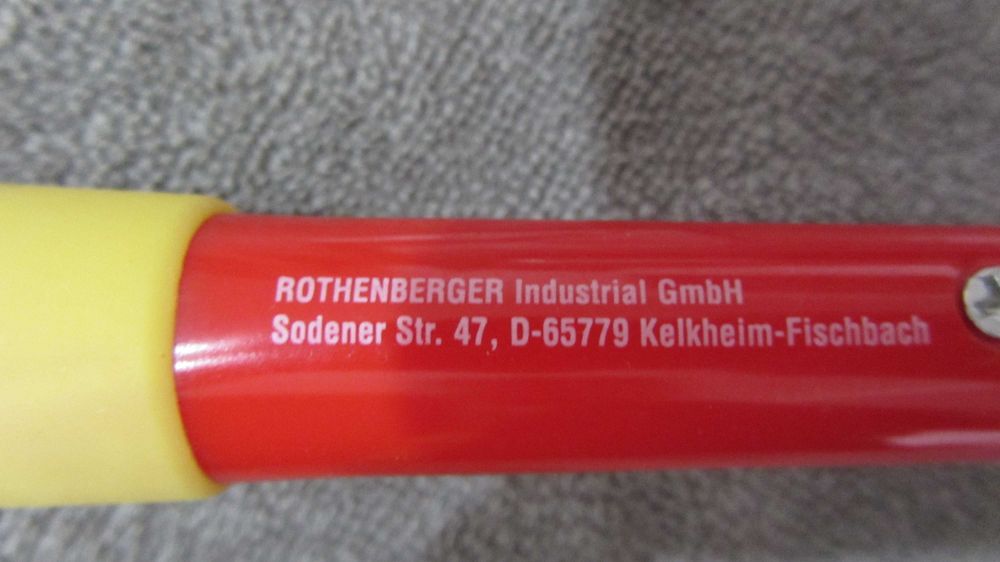 ROTHENBERGER Industrial GmbH
Sodener Str. 47, D-65779 Kelkheim-Fischbach